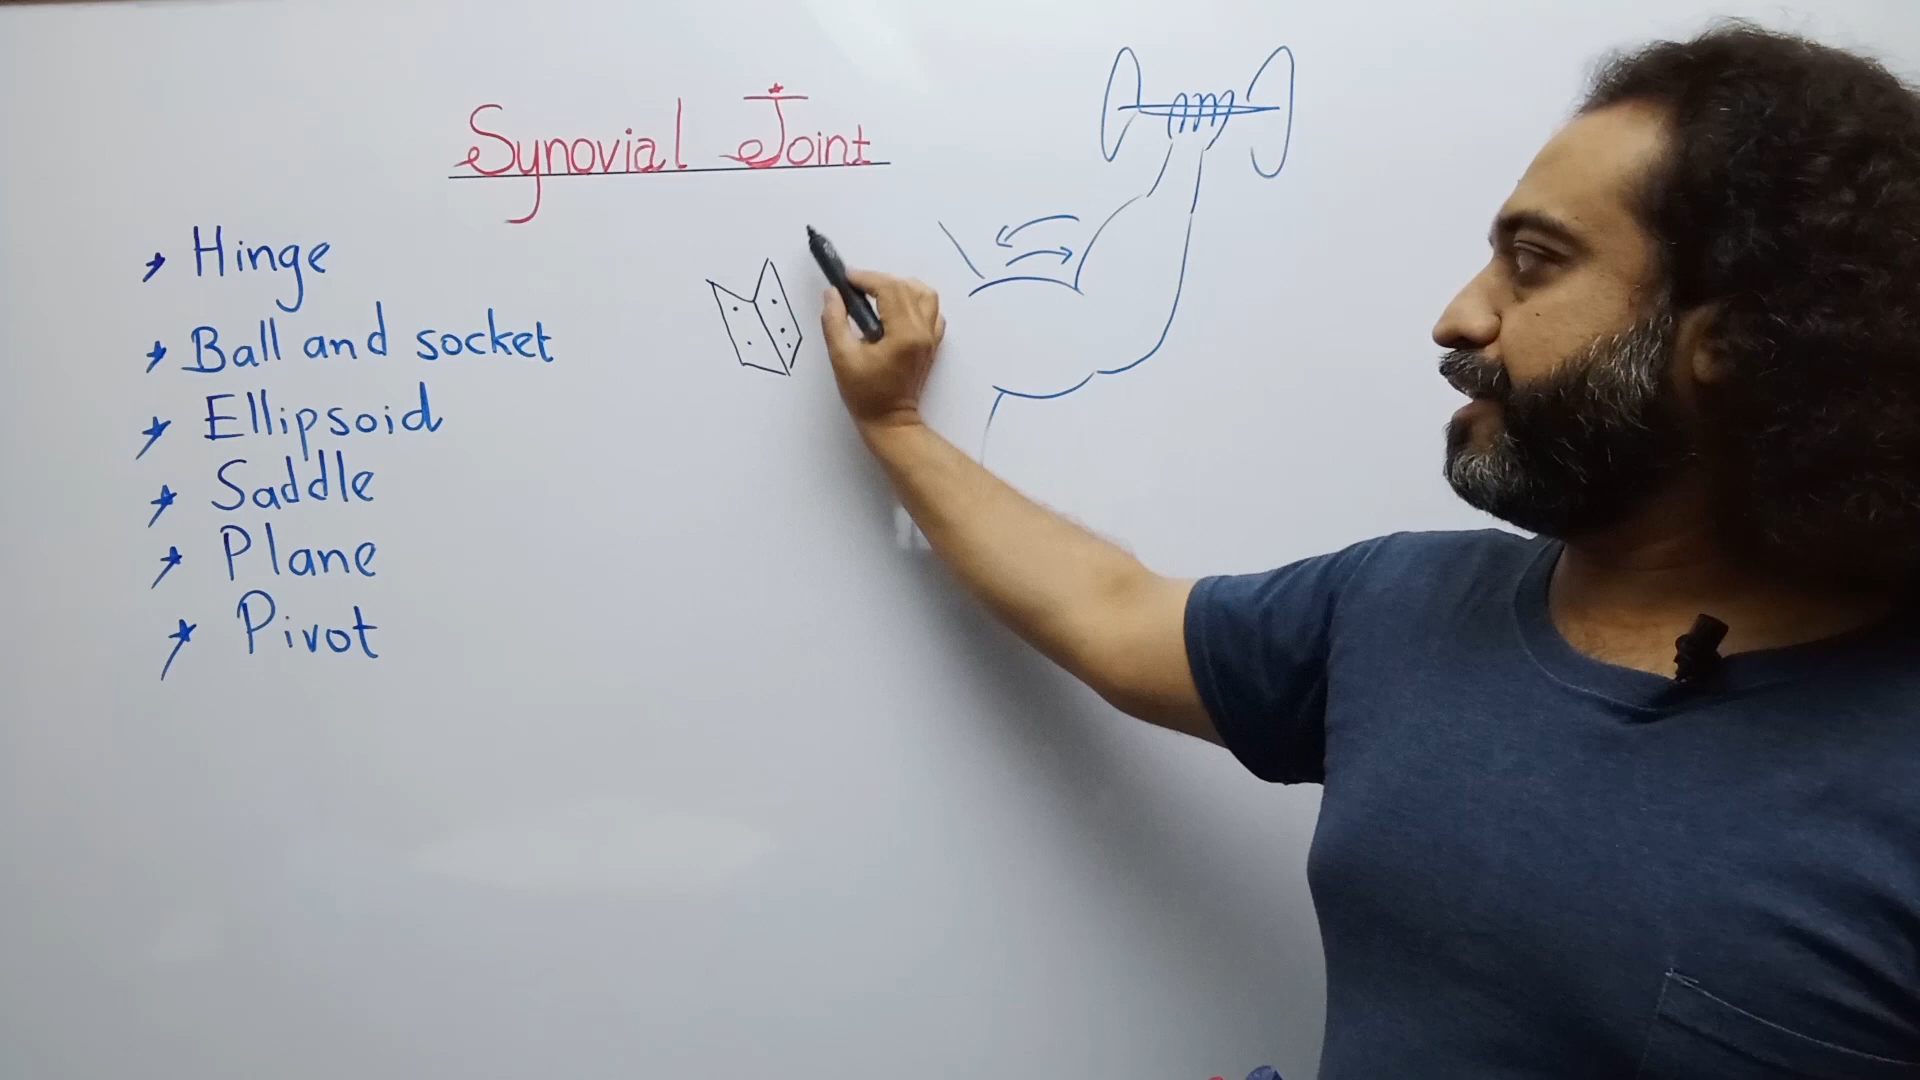 Synovial Joint
Hinge
Ball and socket
Ellipsoid
Saddle
Plane
Pivot